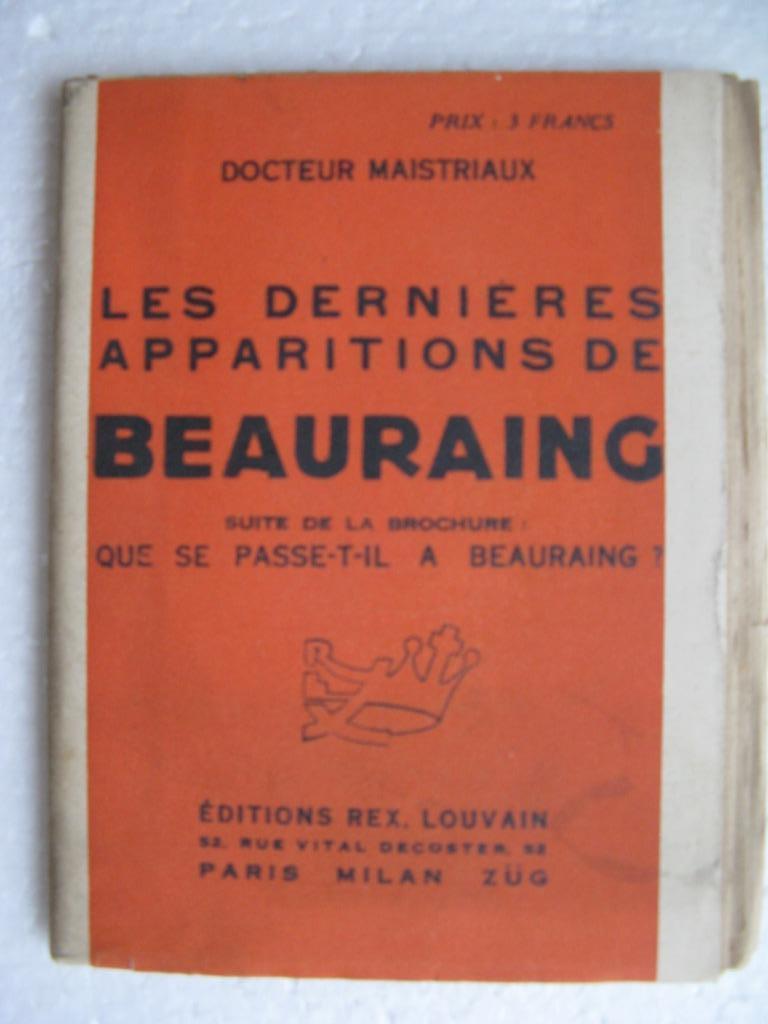 PRIX : 3 FRANCS
DOCTEUR MAISTRIAUX
LES DERNIÈRES
APPARITIONS DE
BEAURAING
SUITE DE LA BROCHURE :
QUE SE PASSE-T-IL A BEAURAING ?
REX
ÉDITIONS REX, LOUVAIN
52, RUE VITAL DECOSTER, 52
PARIS MILAN ZÜG